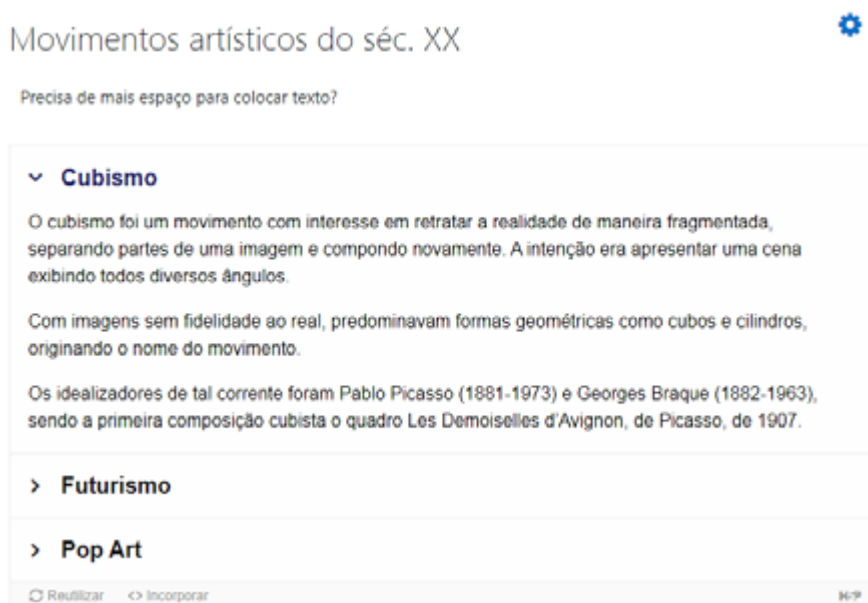 Movimentos artísticos do séc. XX
Precisa de mais espaço para colocar texto?
Cubismo
O cubismo foi um movimento com interesse em retratar a realidade de maneira fragmentada,
separando partes de uma imagem e compondo novamente. A intenção era apresentar uma cena
exibindo todos diversos ângulos.
Com imagens sem fidelidade ao real, predominavam formas geométricas como cubos e cilindros,
originando o nome do movimento.
Os idealizadores de tal corrente foram Pablo Picasso (1881-1973) e Georges Braque (1882-1963),
sendo a primeira composição cubista o quadro Les Demoiselles d'Avignon, de Picasso, de 1907.
Futurismo
Pop Art
Reutilizar <> Incorporar H-P